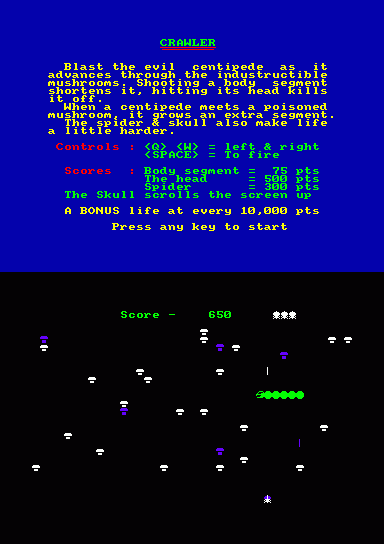 CRAWLER
Blast the evil centipede as it
advances through the industructible
mushrooms. Shooting a body segment
shortens it, hitting its head kills
it off.
When a centipede meets a poisoned
mushroom, it grows an extra segment.
The spider & skull also make life
a little harder.
Controls : <Q> <W> = left & right
<SPACE> = To fire
Scores : Body segment = 75 pts
The head = 500 pts
Spider = 300 pts
The Skull scrolls the screen up
A BONUS life at every 10,000 pts
Press any key to start
Score - 650